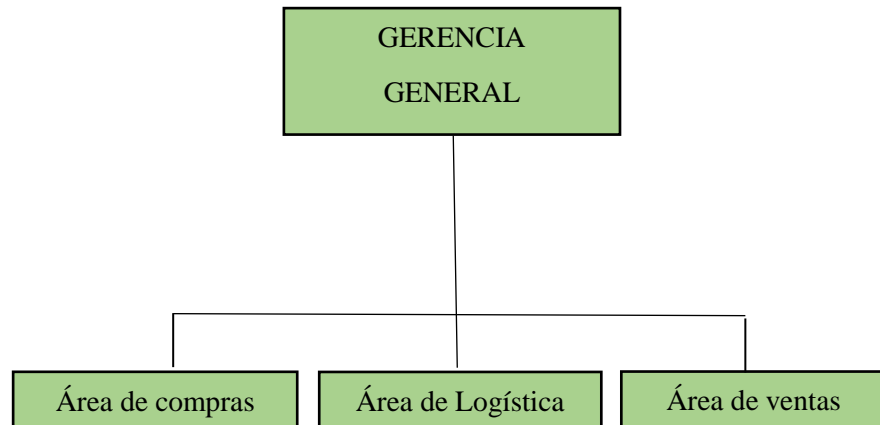 GERENCIA
GENERAL
Área de compras
Área de Logística
Área de ventas